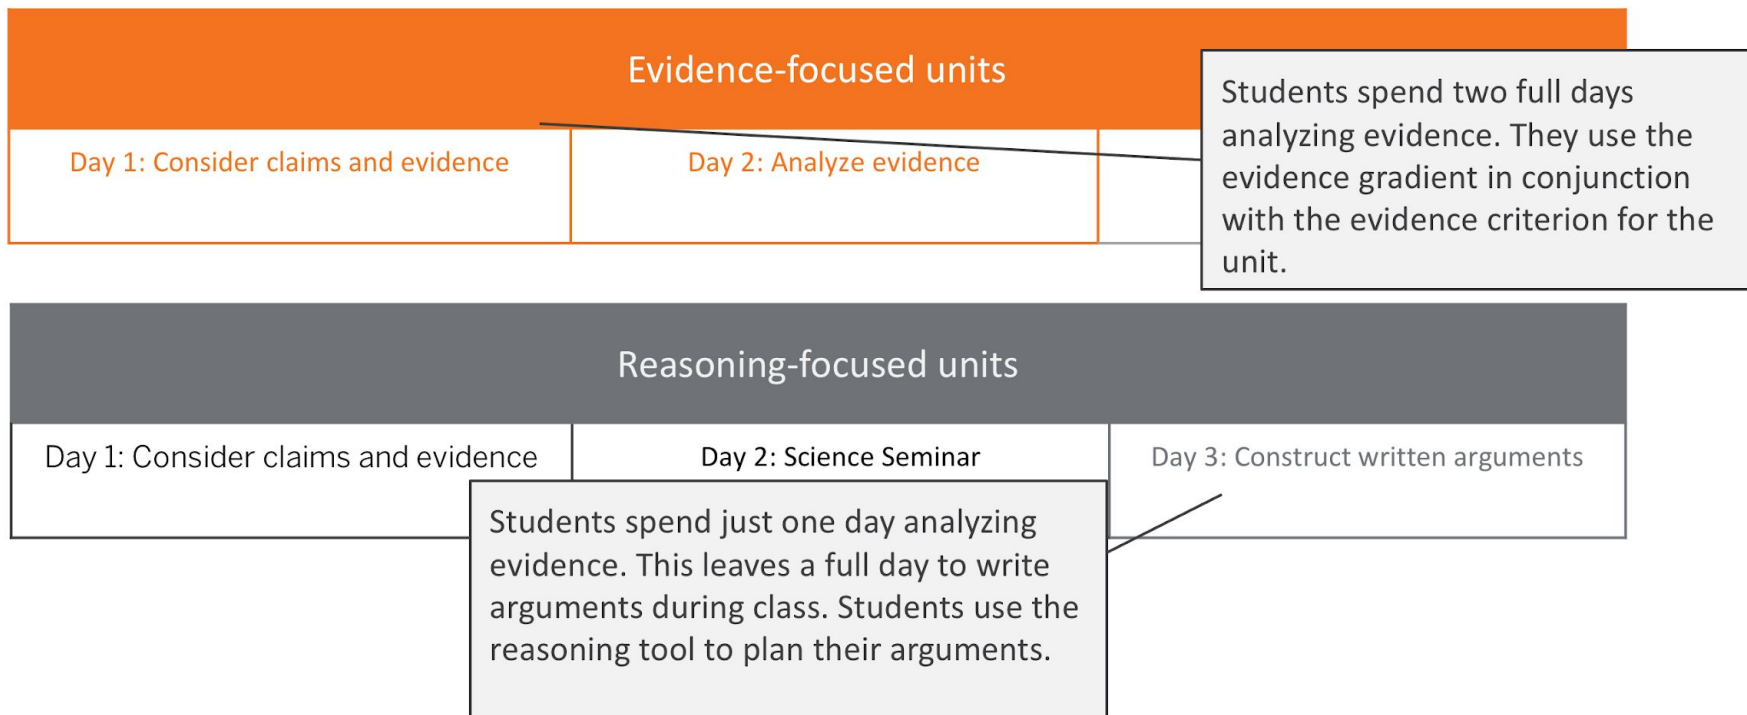 Evidence-focused units
Day 1: Consider claims and evidence
Day 2: Analyze evidence
Students spend two full days
analyzing evidence. They use the
evidence gradient in conjunction
with the evidence criterion for the
unit.
Reasoning-focused units
Day 1: Consider claims and evidence
Day 2: Science Seminar
Day 3: Construct written arguments
Students spend just one day analyzing
evidence. This leaves a full day to write
arguments during class. Students use the
reasoning tool to plan their arguments.